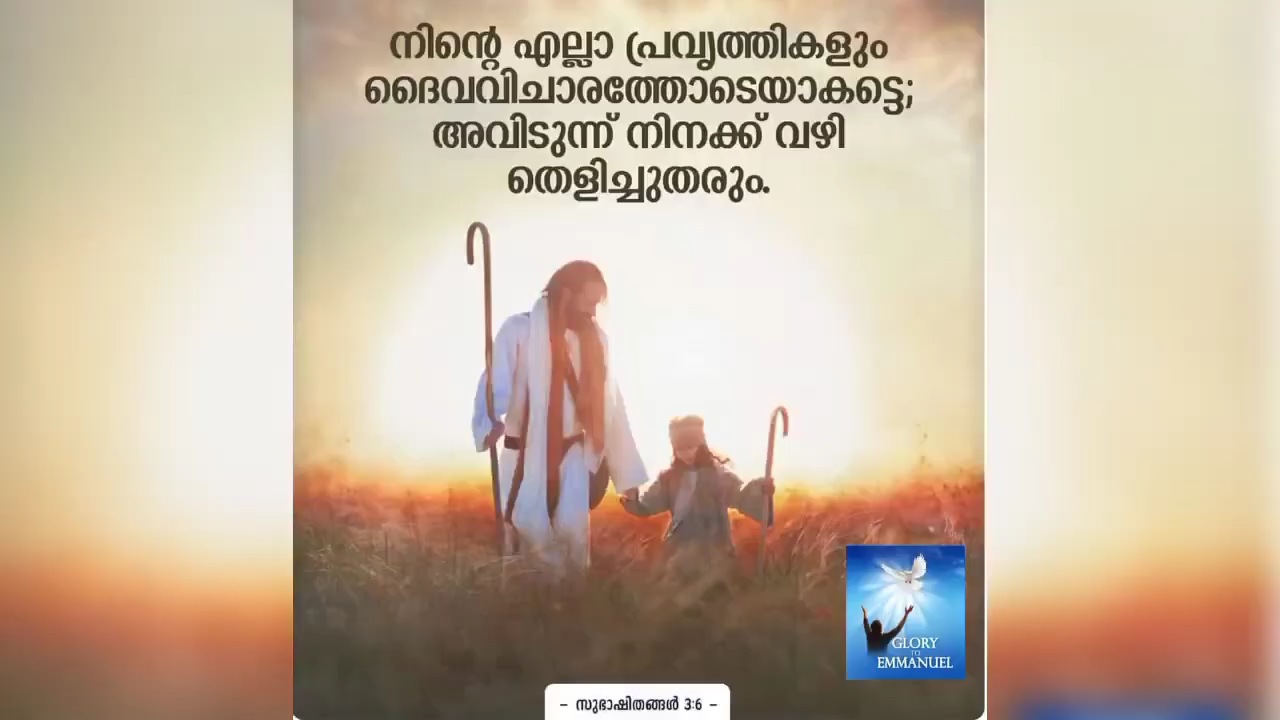 നിന്റെ എല്ലാ പ്രവൃത്തികളും
ദൈവവിചാരത്തോടെയാകട്ടെ;
അവിടുന്ന് നിനക്ക് വഴി
തെളിച്ചുതരും.
GLORY
TO
EMMANUEL
– സുഭാഷിതങ്ങൾ 3:6 –